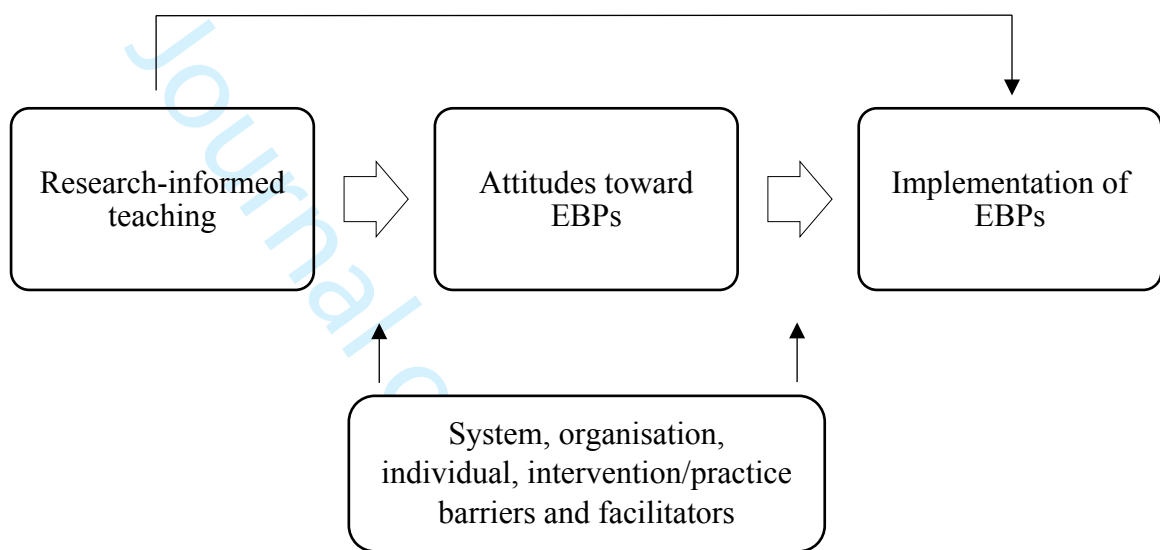 Research-informed
teaching
Attitudes toward
EBPs
Implementation of
EBPs
System, organisation,
individual, intervention/practice
barriers and facilitators
Journal o